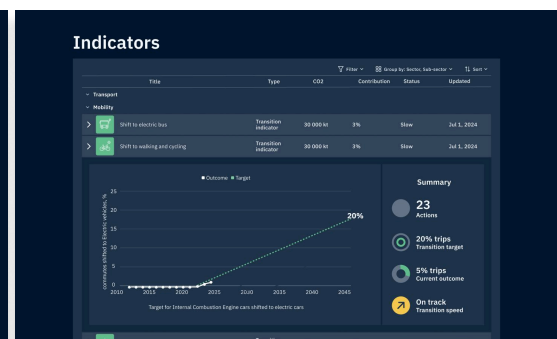 Indicators
Filter Group by: Sector, Sub-sector Sort
Title Type CO2 Contribution Status Updated
Transport
Mobility
Shift to electric bus Transition indicator 30 000 kt 3% Slow Jul 1, 2024
Shift to walking and cycling Transition indicator 30 000 kt 3% Slow Jul 1, 2024
Outcome Target
commutes shifted to Electric vehicles, %
25
20
15
10
5
0
20%
2010 2015 2020 2025 2030 2035 2040 2045
Target for Internal Combustion Engine cars shifted to electric cars
Summary
23
Actions
20% trips
Transition target
5% trips
Current outcome
On track
Transition speed